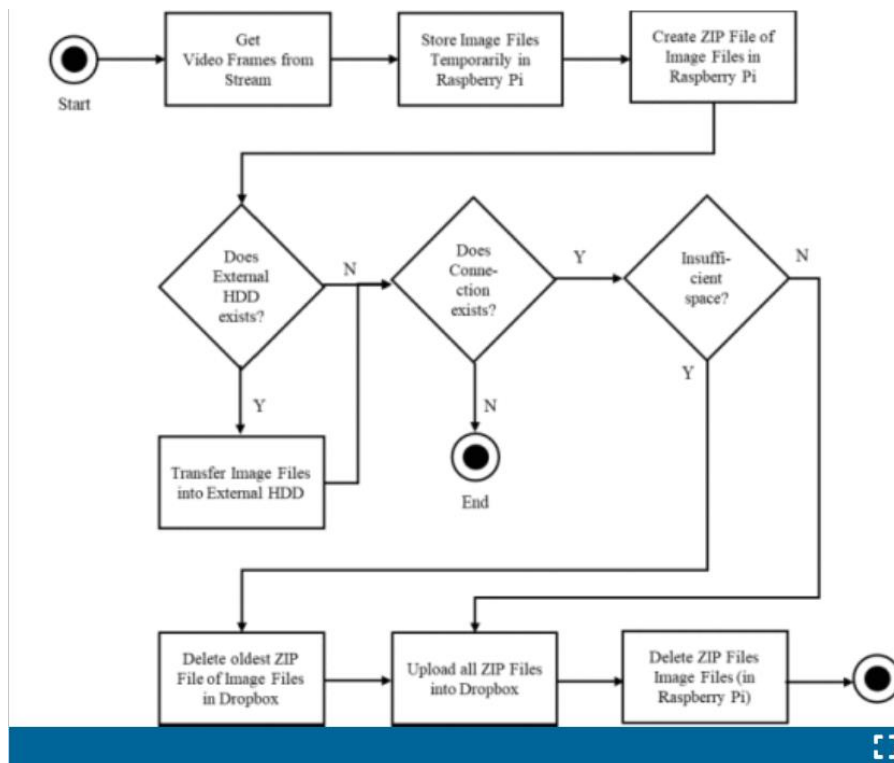 Get
Video Frames from
Stream
Store Image Files
Temporarily in
Raspberry Pi
Create ZIP File of
Image Files in
Raspberry Pi
Start
Does
External
HDD
exists?
N
Y
Does
Conne-
ction
exists?
Y
N
Insuffi-
cient
space?
N
Y
Transfer Image Files
into External HDD
End
Delete oldest ZIP
File of Image Files
in Dropbox
Upload all ZIP Files
into Dropbox
Delete ZIP Files
Image Files (in
Raspberry Pi)